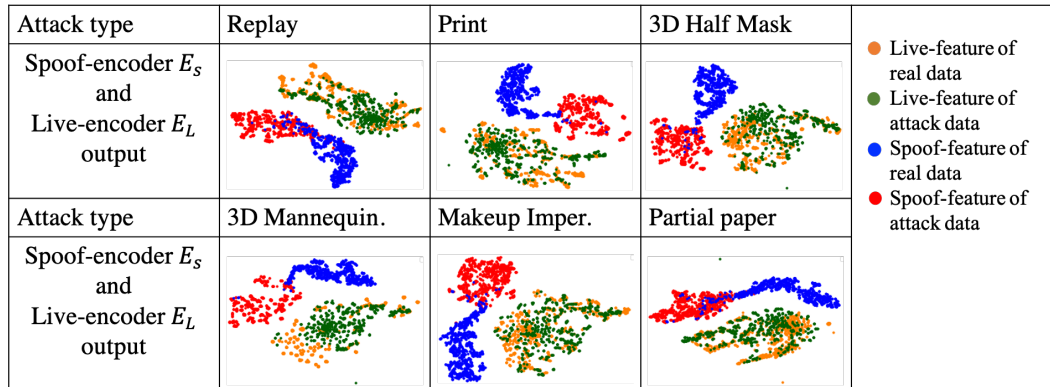 Attack type
Replay
Print
3D Half Mask
Spoof-encoder E_s
and
Live-encoder E_L
output
Attack type
3D Mannequin.
Makeup Imper.
Partial paper
Spoof-encoder E_s
and
Live-encoder E_L
output
Live-feature of
real data
Live-feature of
attack data
Spoof-feature of
real data
Spoof-feature of
attack data